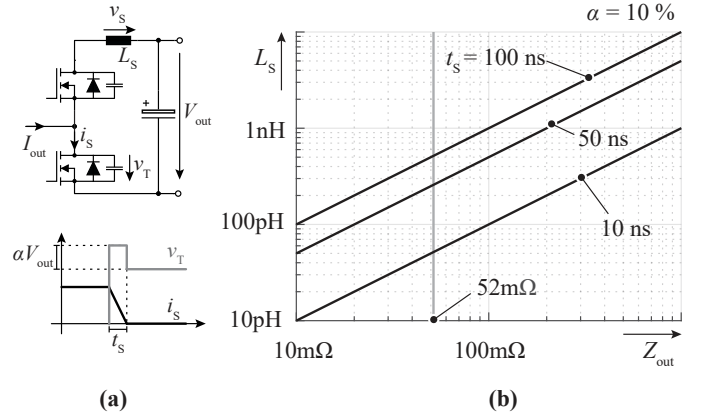 v_S
L_S
+
V_out
I_out
i_S
v_T
αV_out
v_T
i_S
t_S
(a)
α = 10 %
L_S
t_S = 100 ns
1nH
50 ns
100pH
10 ns
52mΩ
10pH
10mΩ
100mΩ
Z_out
(b)